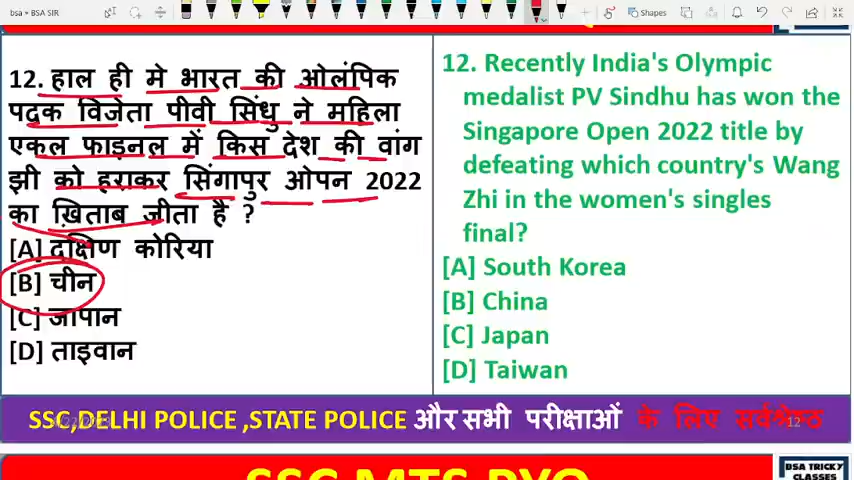 bsa = BSA SIR
Shapes
12. हाल ही मे भारत की ओलंपिक
पदक विजेता पीवी सिंधु ने महिला
एकल फाइनल में किस देश की वांग
झी को हराकर सिंगापुर ओपन 2022
का ख़िताब जीता है ?
[A] दक्षिण कोरिया
[B] चीन
[C] जापान
[D] ताइवान
12. Recently India's Olympic
medalist PV Sindhu has won the
Singapore Open 2022 title by
defeating which country's Wang
Zhi in the women's singles
final?
[A] South Korea
[B] China
[C] Japan
[D] Taiwan
SSC,DELHI POLICE ,STATE POLICE और सभी परीक्षाओं के लिए सर्वश्रेष्ठ
12
SSC MTS PYQ
BSA TRICKY
CLASSES